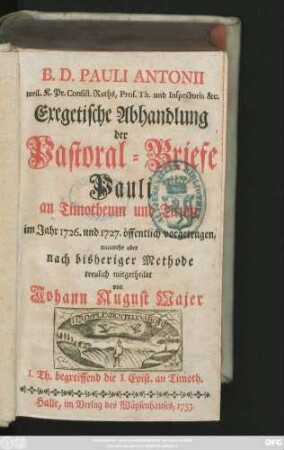 B. D. PAULI ANTONII
weil. K. Pr. Consist. Raths, Prof. Th. und Inspectoris &c.
Exegetische Abhandlung
der
Pastoral-Briefe
Pauli
an Timotheum und
im Jahr 1726. und 1727. öffentlich vorgetragen,
nunmehr aber
nach bisheriger Methode
treulich mitgetheilet
von
Johann August Majer
I. Th. begreiffend die I. Epist. an Timoth.
Halle, im Verlag des Wäysenhauses, 1753.